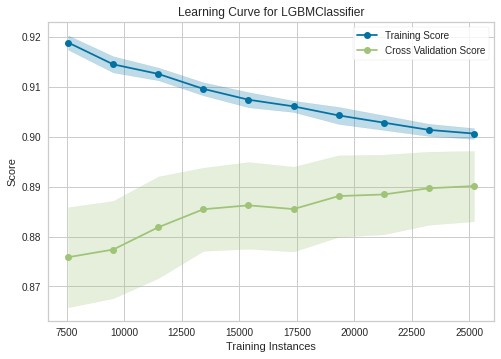 Learning Curve for LGBMClassifier
Training Score
Cross Validation Score
0.92
0.91
0.90
0.89
0.88
0.87
Score
7500 10000 12500 15000 17500 20000 22500 25000
Training Instances